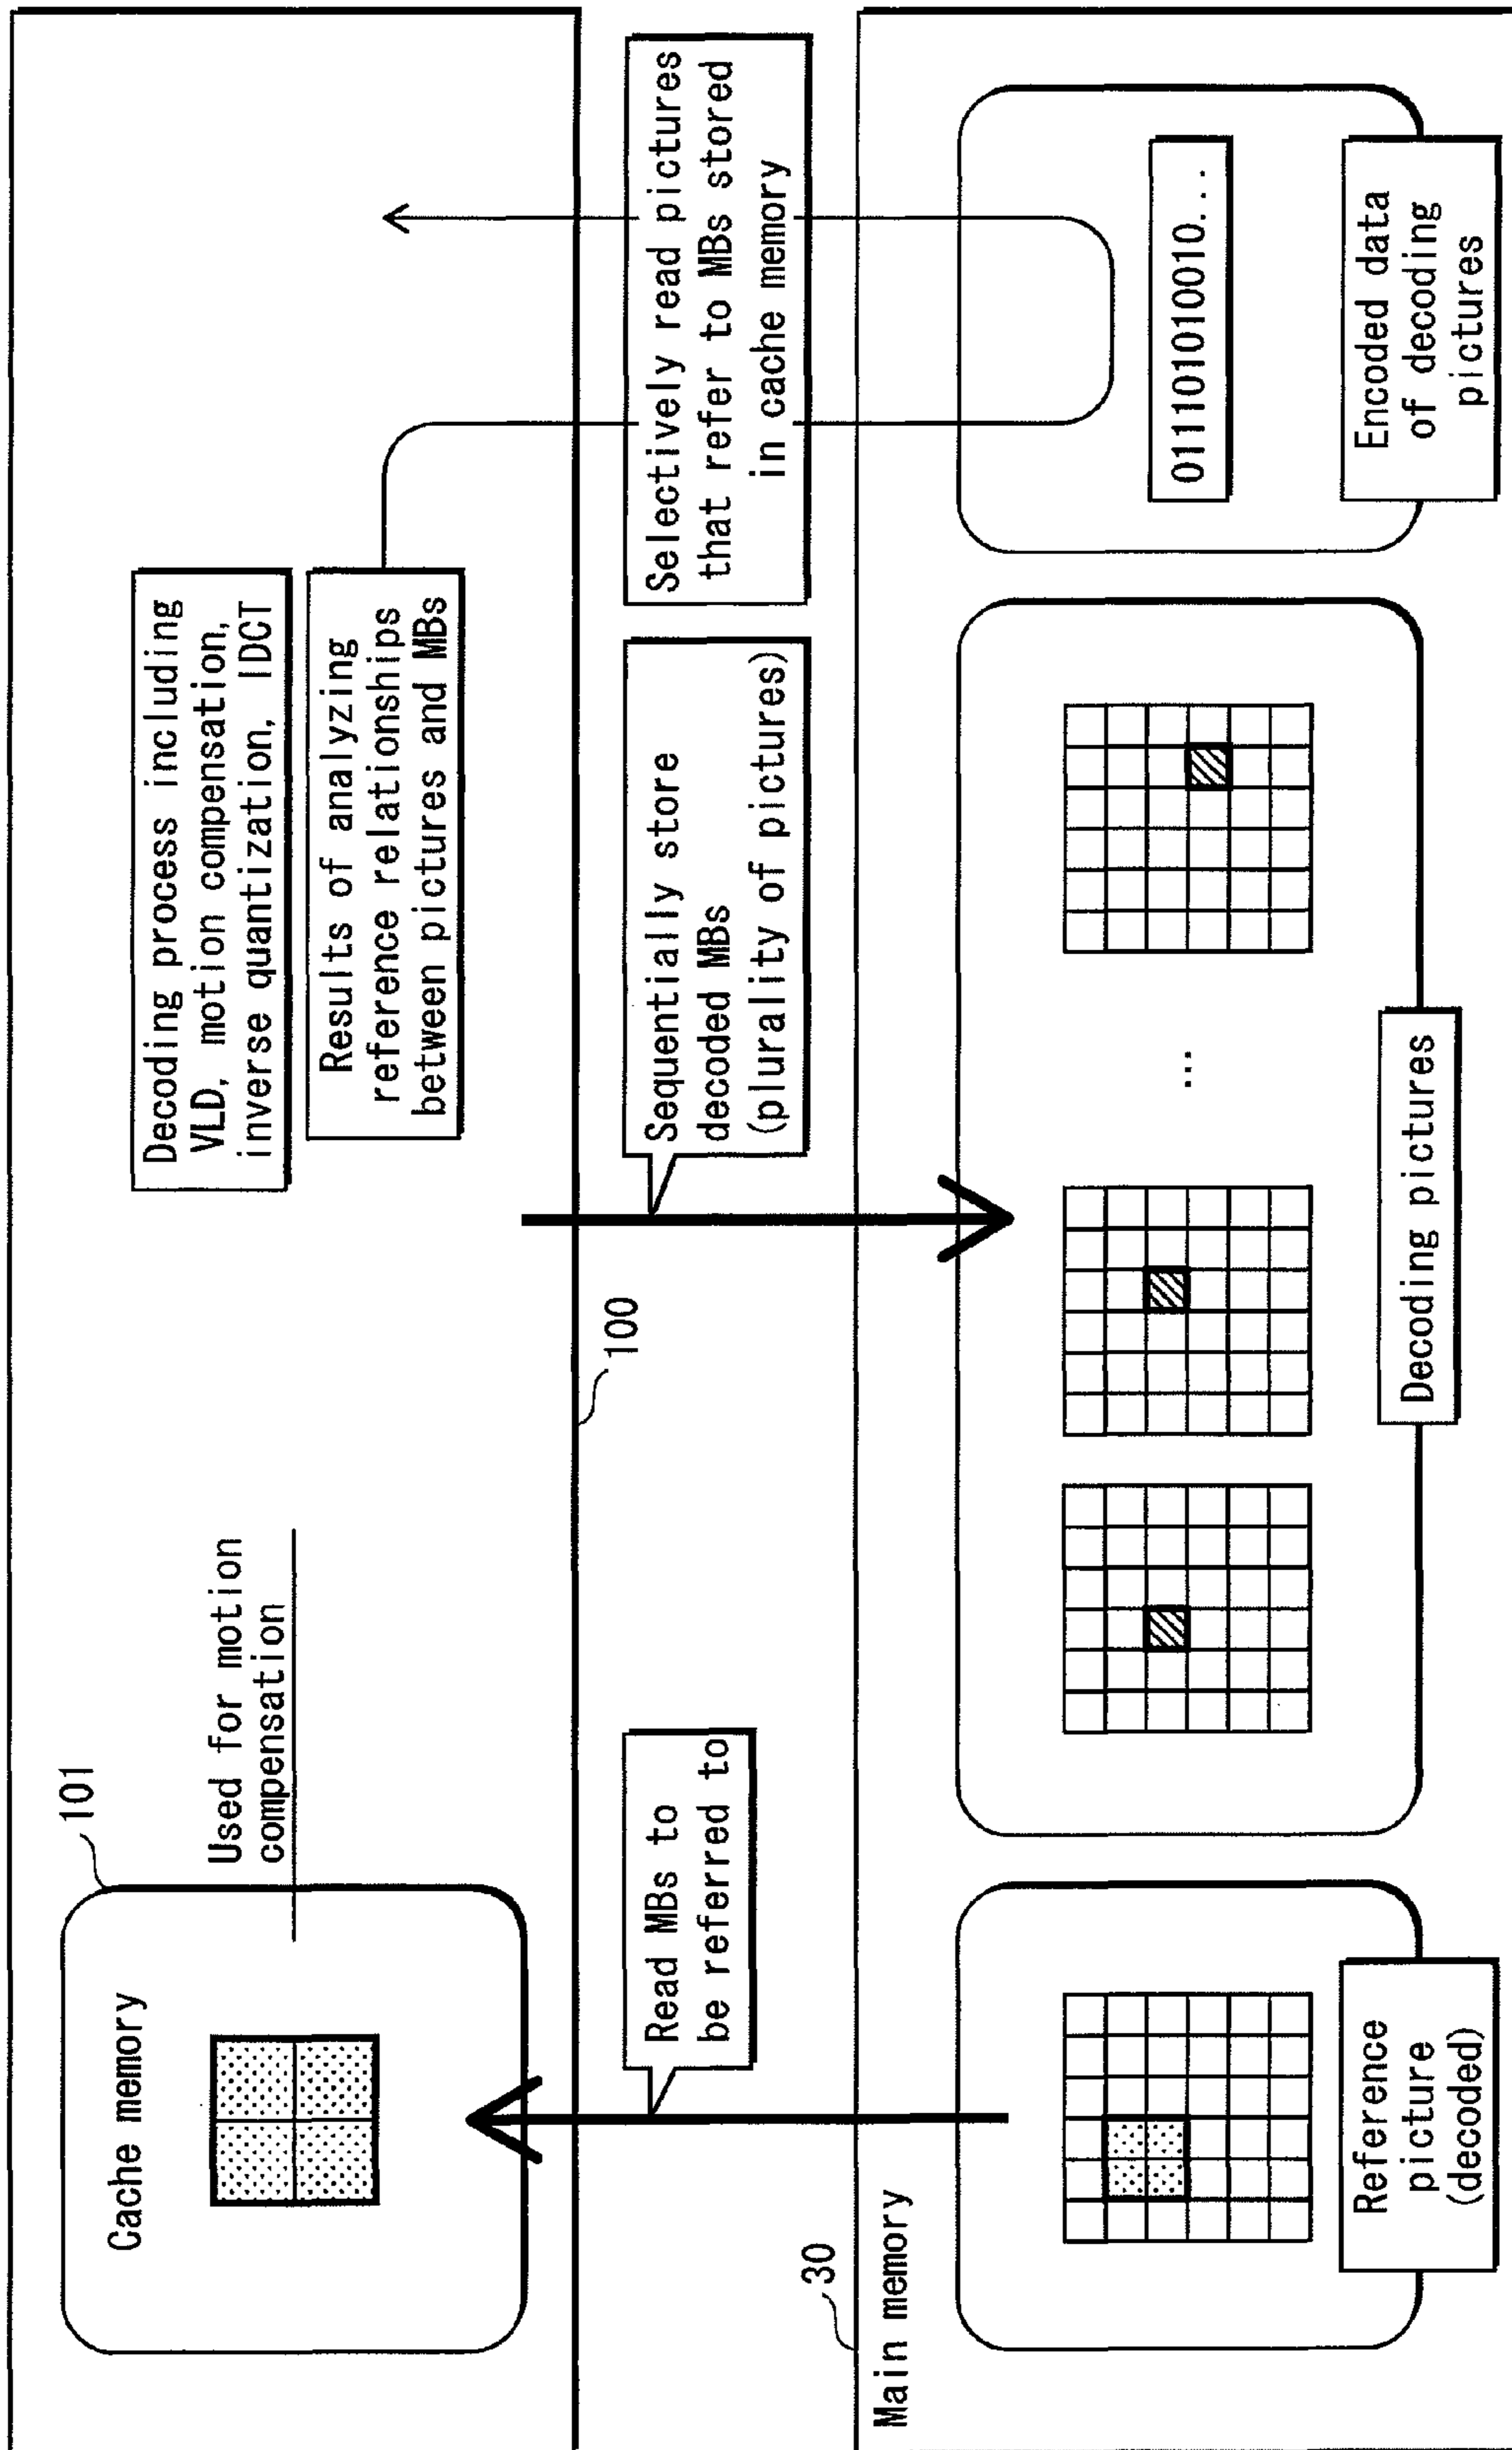 101
Cache memory
Used for motion
compensation
Decoding process including
VLD, motion compensation,
inverse quantization, IDCT
Results of analyzing
reference relationships
between pictures and MBs
100
Read MBs to
be referred to
Sequentially store
decoded MBs
(plurality of pictures)
Selectively read pictures
that refer to MBs stored
in cache memory
30
Main memory
Reference
picture
(decoded)
...
Decoding pictures
0111010100010...
Encoded data
of decoding
pictures